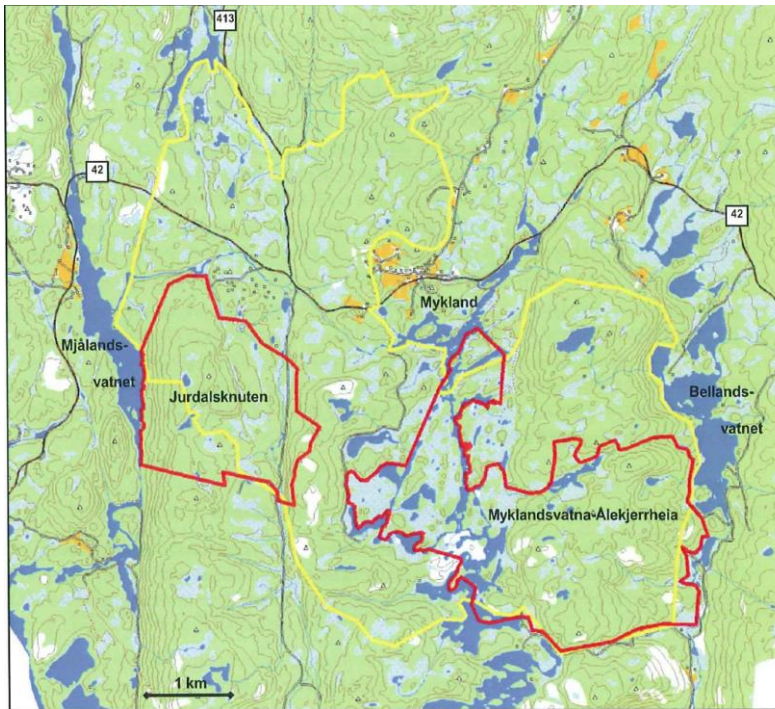 413
42
42
Mykland
Mjålands-
vatnet
Jurdalsknuten
Bellands-
vatnet
Myklandsvatna-Ålekjerrheia
1 km